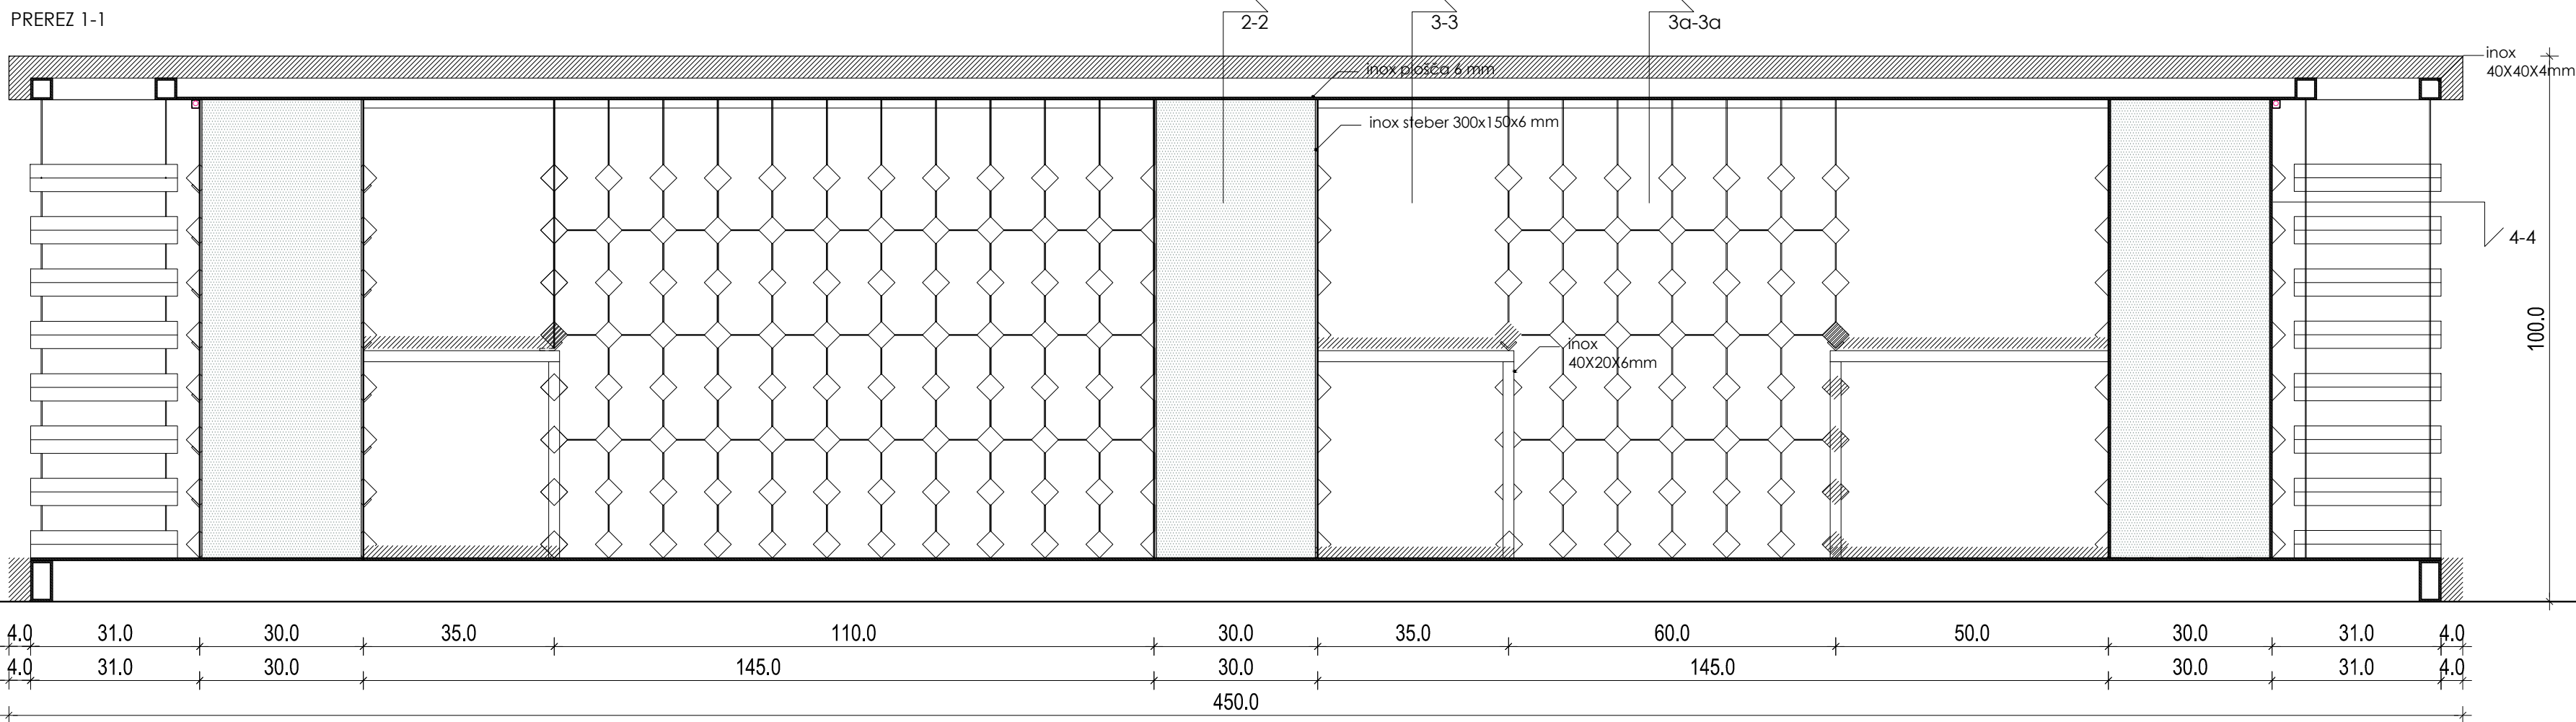 PREREZ 1-1
2-2
3-3
3a-3a
inox
40X40X4mm
inox plošča 6 mm
inox steber 300x150x6 mm
4-4
100.0
inox
40X20X6mm
4.0 31.0 30.0 35.0 110.0 30.0 35.0 60.0 50.0 30.0 31.0 4.0
4.0 31.0 30.0 145.0 30.0 145.0 30.0 31.0 4.0
450.0